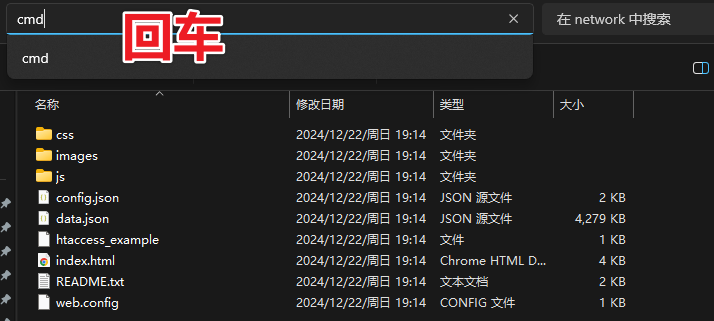 cmd
回车
在 network 中搜索
cmd
名称 修改日期 类型 大小
css 2024/12/22/周日 19:14 文件夹
images 2024/12/22/周日 19:14 文件夹
js 2024/12/22/周日 19:14 文件夹
config.json 2024/12/22/周日 19:14 JSON 源文件 2 KB
data.json 2024/12/22/周日 19:14 JSON 源文件 4,279 KB
htaccess_example 2024/12/22/周日 19:14 文件 1 KB
index.html 2024/12/22/周日 19:14 Chrome HTML D... 4 KB
README.txt 2024/12/22/周日 19:14 文本文档 2 KB
web.config 2024/12/22/周日 19:14 CONFIG 文件 1 KB